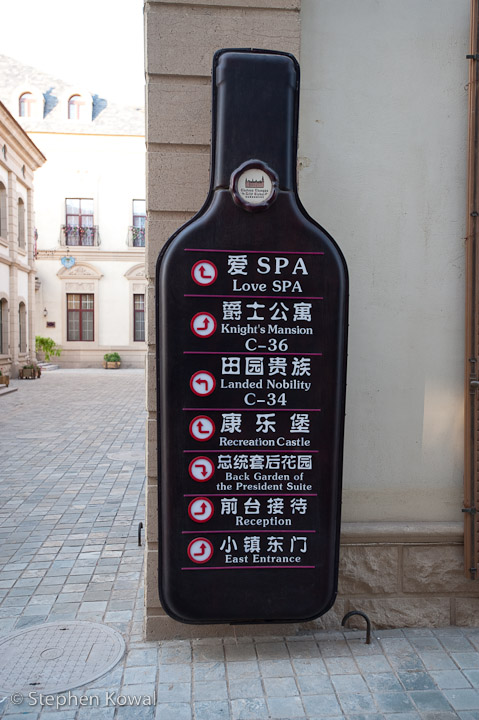 爱 SPA
Love SPA
爵士公寓
Knight's Mansion
C-36
田园贵族
Landed Nobility
C-34
康乐堡
Recreation Castle
总统套后花园
Back Garden of
the President Suite
前台接待
Reception
小镇东门
East Entrance
© Stephen Kowal